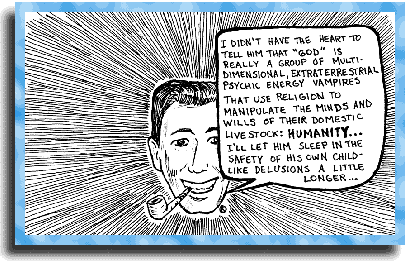 I DIDN'T HAVE THE HEART TO
TELL HIM THAT "GOD" IS
REALLY A GROUP OF MULTI-
DIMENSIONAL, EXTRATERRESTRIAL
PSYCHIC ENERGY VAMPIRES
THAT USE RELIGION TO
MANIPULATE THE MINDS AND
WILLS OF THEIR DOMESTIC
LIVE STOCK: HUMANITY...
I'LL LET HIM SLEEP IN THE
SAFETY OF HIS OWN CHILD-
LIKE DELUSIONS A LITTLE
LONGER...